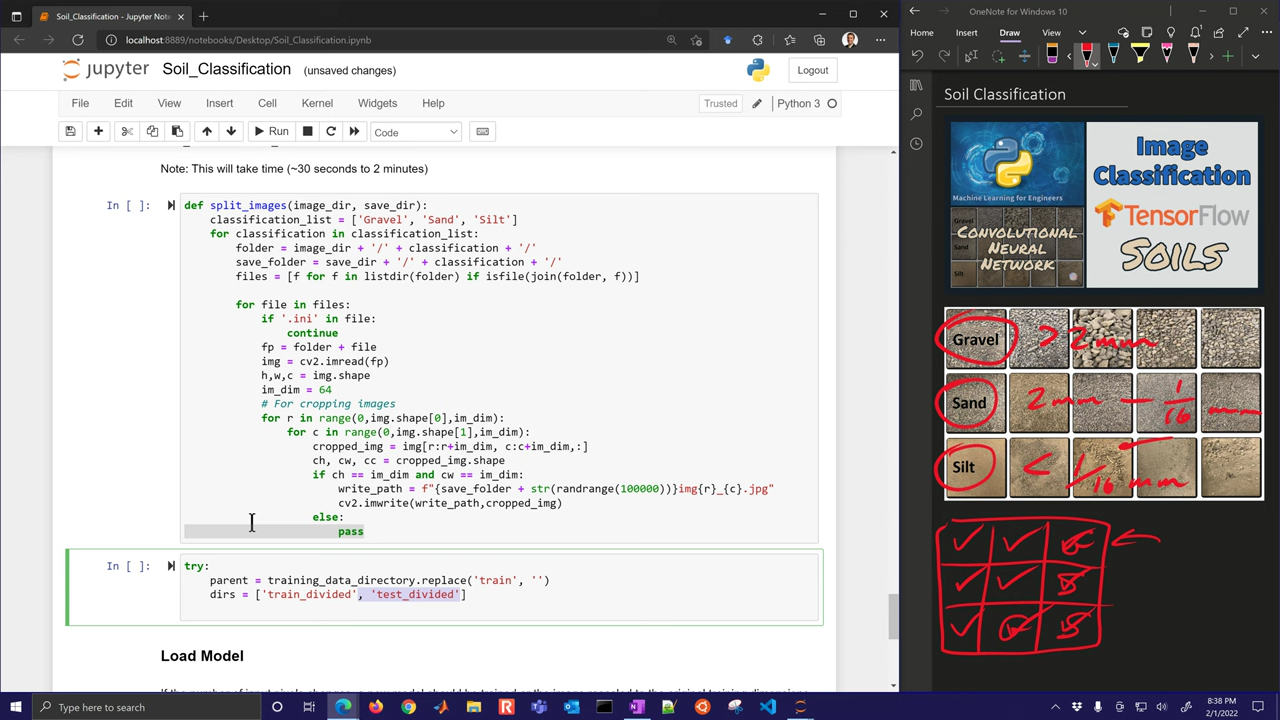 Soil_Classification - Jupyter Not
localhost:8889/notebooks/Desktop/Soil_Classification.ipynb
jupyter
Soil_Classification
(unsaved changes)
Logout
File
Edit
View
Insert
Cell
Kernel
Widgets
Help
Trusted
Python 3
Run
Code
Note: This will take time (~30 seconds to 2 minutes)
In [ ]:
def split_images(image_dir, save_dir):
    classification_list = ['Gravel', 'Sand', 'Silt']
    for classification in classification_list:
        folder = image_dir + '/' + classification + '/'
        save_folder = save_dir + '/' + classification + '/'
        files = [f for f in listdir(folder) if isfile(join(folder, f))]
        for file in files:
            if '.ini' in file:
                continue
            fp = folder + file
            img = cv2.imread(fp)
            h,w,c = img.shape
            im_dim = 64
            # For cropping images
            for r in range(0,img.shape[0],im_dim):
                for c in range(0,img.shape[1],im_dim):
                    cropped_img = img[r:r+im_dim, c:c+im_dim,:]
                    ch, cw, cc = cropped_img.shape
                    if ch == im_dim and cw == im_dim:
                        write_path = f"{save_folder + str(randrange(100000))}img{r}_{c}.jpg"
                        cv2.imwrite(write_path,cropped_img)
                    else:
                        pass
In [ ]:
try:
    parent = training_data_directory.replace('train', '')
    dirs = ['train_divided', 'test_divided']
Load Model
OneNote for Windows 10
Home
Insert
Draw
View
Soil Classification
Machine Learning for Engineers
Gravel
Sand
Silt
Convolutional
Neural
Network
Image
Classification
TensorFlow
Soils
Gravel > 2 mm
Sand 2 mm – 1/16 mm
Silt < 1/16 mm
Type here to search
8:38 PM
2/1/2022